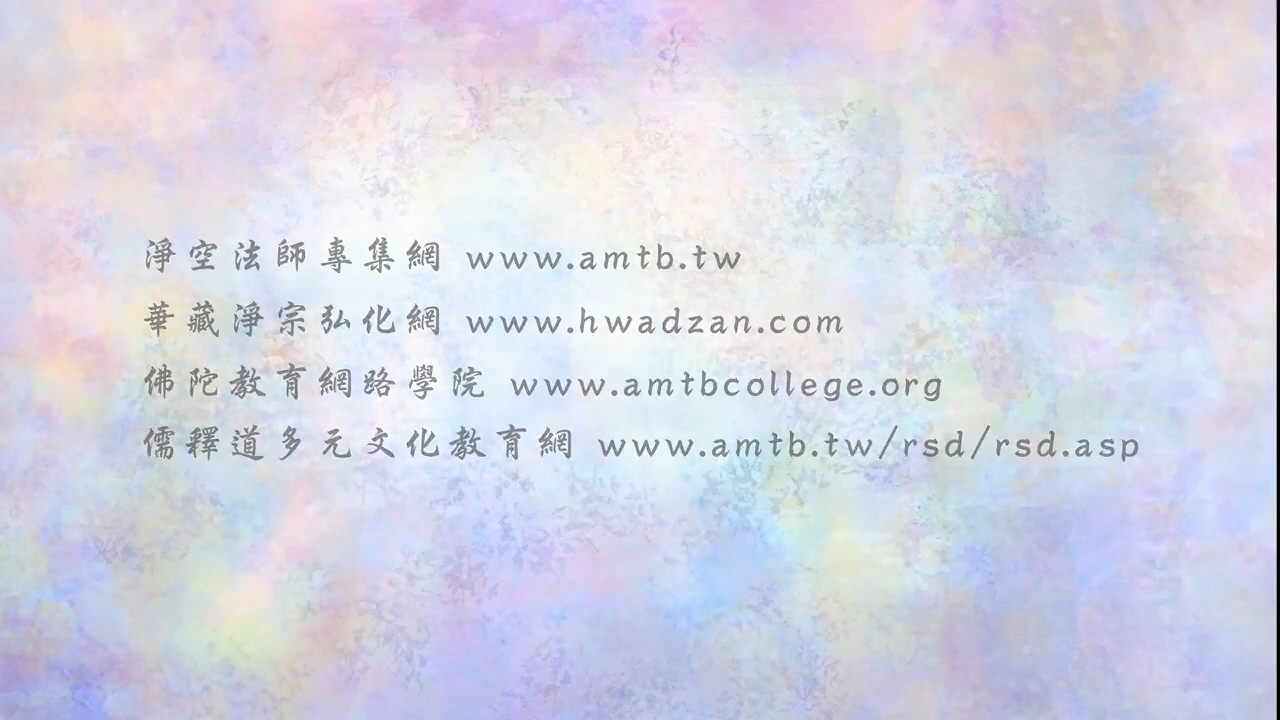 淨空法師專集網 www.amtb.tw
華藏淨宗弘化網 www.hwadzan.com
佛陀教育網路學院 www.amtbcollege.org
儒釋道多元文化教育網 www.amtb.tw/rsd/rsd.asp